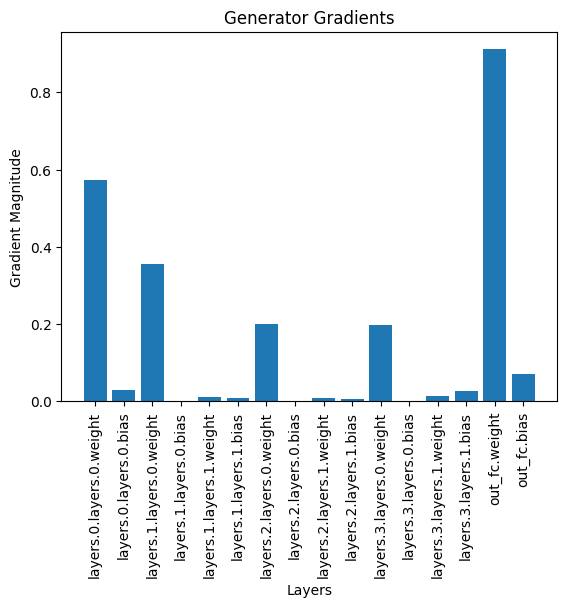 Generator Gradients
Gradient Magnitude
0.8
0.6
0.4
0.2
0.0
layers.0.layers.0.weight
layers.0.layers.0.bias
layers.1.layers.0.weight
layers.1.layers.0.bias
layers.1.layers.1.weight
layers.1.layers.1.bias
layers.2.layers.0.weight
layers.2.layers.0.bias
layers.2.layers.1.weight
layers.2.layers.1.bias
layers.3.layers.0.weight
layers.3.layers.0.bias
layers.3.layers.1.weight
layers.3.layers.1.bias
out_fc.weight
out_fc.bias
Layers